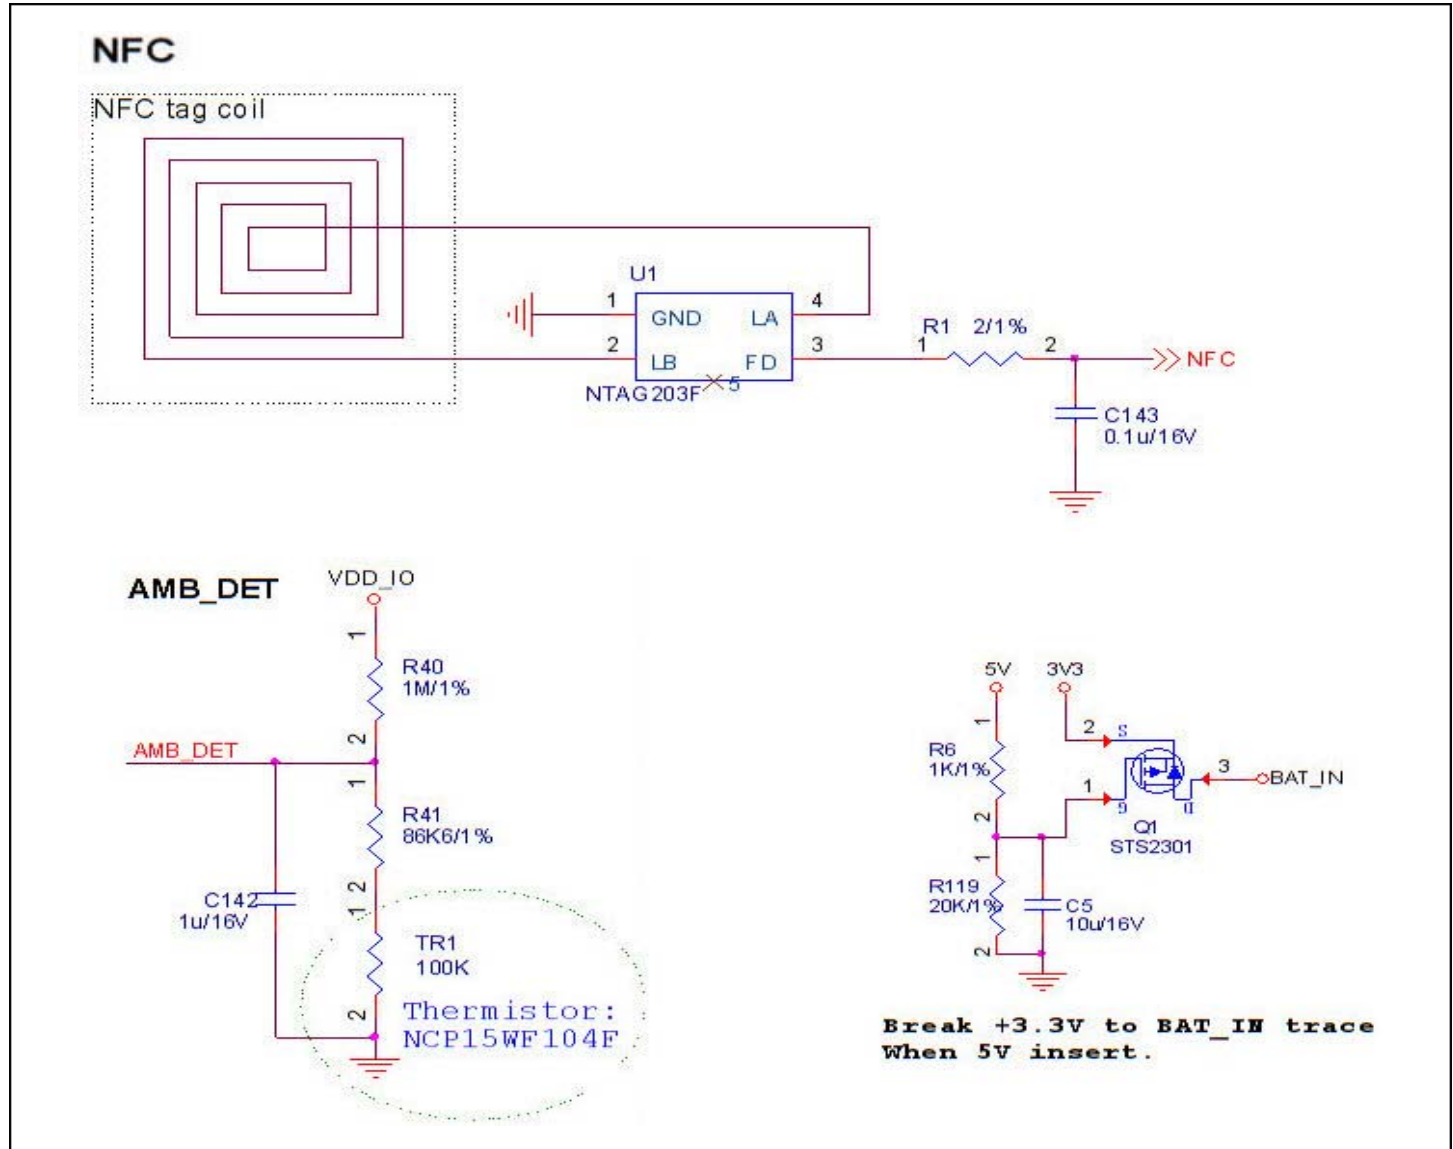 NFC
NFC tag coil
U1
1 GND LA 4
2 LB FD 3
5
NTAG203F
R1 2/1%
1 2
NFC
C143
0.1u/16V
AMB_DET
VDD_IO
1
R40
1M/1%
2
AMB_DET
1
R41
86K6/1%
2
C142
1u/16V
1
TR1
100K
2
Thermistor:
NCP15WF104F
5V 3V3
1
R6
1K/1%
2
2 S
1 G
D 3
BAT_IN
Q1
STS2301
1
R119
20K/1%
2
C5
10u/16V
Break +3.3V to BAT_IN trace
When 5V insert.